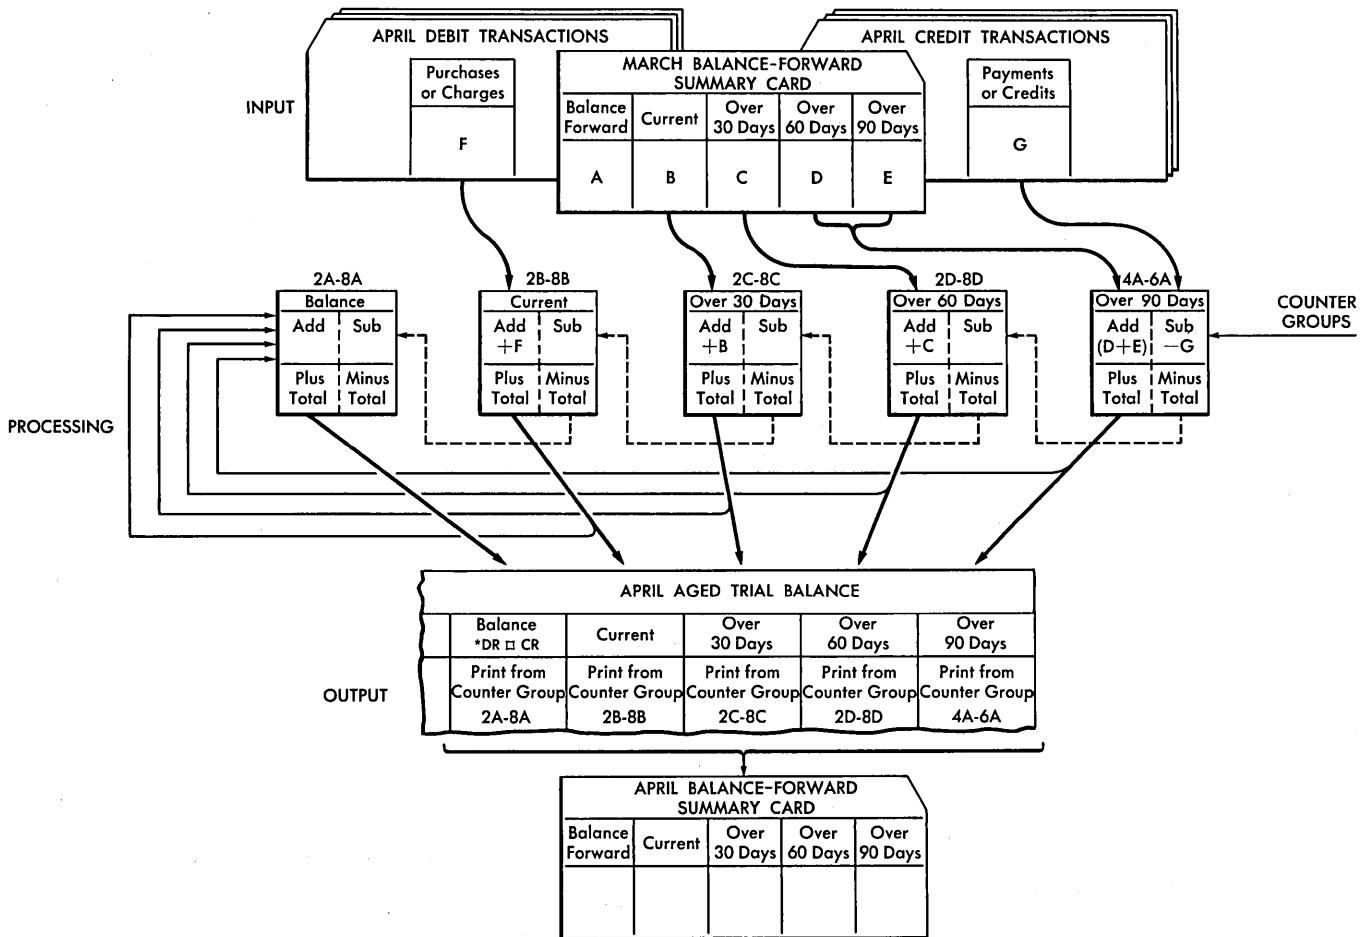 APRIL DEBIT TRANSACTIONS
APRIL CREDIT TRANSACTIONS
MARCH BALANCE-FORWARD
SUMMARY CARD
INPUT
Purchases
or Charges
F
Balance
Forward
Current
Over
30 Days
Over
60 Days
Over
90 Days
A
B
C
D
E
Payments
or Credits
G
2A-8A
Balance
Add
Sub
Plus
Total
Minus
Total
2B-8B
Current
Add
+F
Sub
Plus
Total
Minus
Total
2C-8C
Over 30 Days
Add
+B
Sub
Plus
Total
Minus
Total
2D-8D
Over 60 Days
Add
+C
Sub
Plus
Total
Minus
Total
4A-6A
Over 90 Days
Add
(D+E)
Sub
-G
Plus
Total
Minus
Total
COUNTER
GROUPS
PROCESSING
APRIL AGED TRIAL BALANCE
Balance
*DR ⌑ CR
Current
Over
30 Days
Over
60 Days
Over
90 Days
OUTPUT
Print from
Counter Group
2A-8A
Print from
Counter Group
2B-8B
Print from
Counter Group
2C-8C
Print from
Counter Group
2D-8D
Print from
Counter Group
4A-6A
APRIL BALANCE-FORWARD
SUMMARY CARD
Balance
Forward
Current
Over
30 Days
Over
60 Days
Over
90 Days